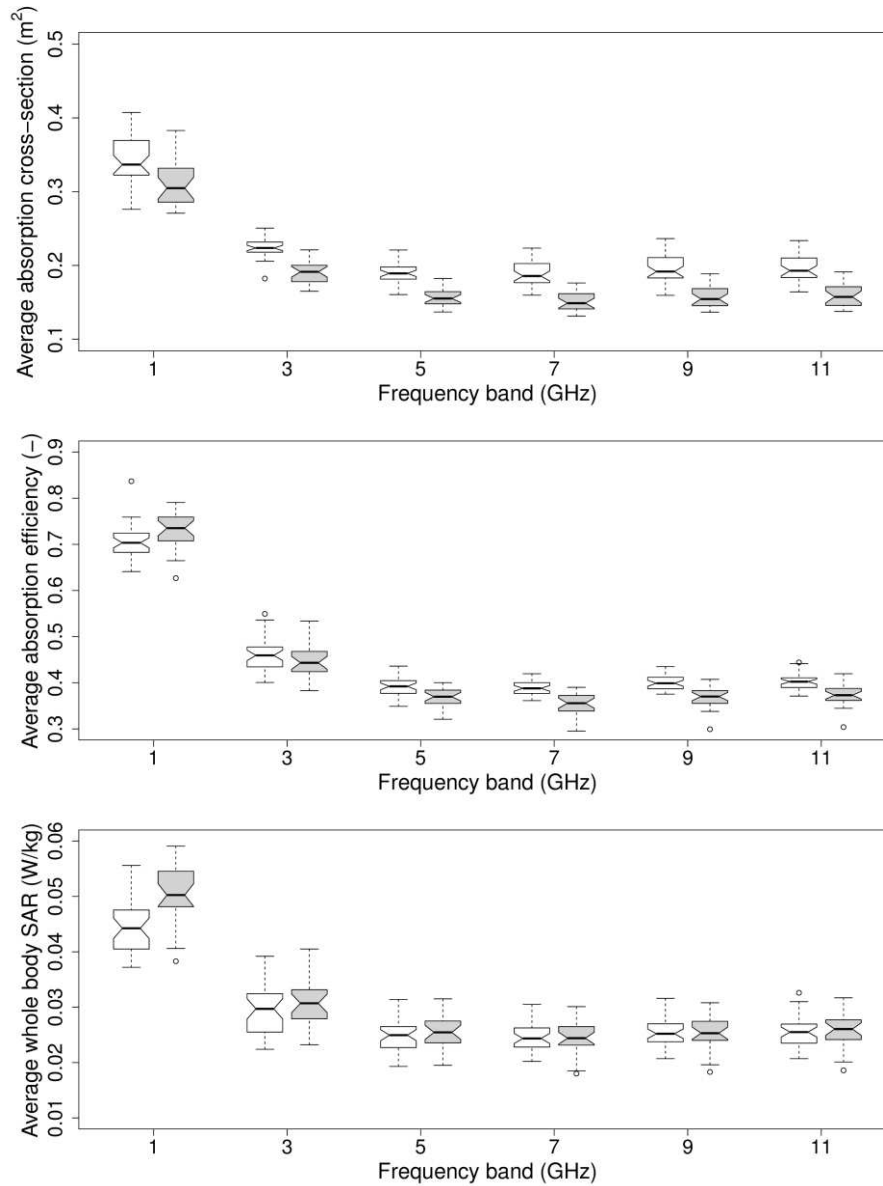 Average absorption cross-section (m²)
0.5
0.4
0.3
0.2
0.1
1 3 5 7 9 11
Frequency band (GHz)
Average absorption efficiency (-)
0.9
0.8
0.7
0.6
0.5
0.4
0.3
1 3 5 7 9 11
Frequency band (GHz)
Average whole body SAR (W/kg)
0.06
0.05
0.04
0.03
0.02
0.01
1 3 5 7 9 11
Frequency band (GHz)